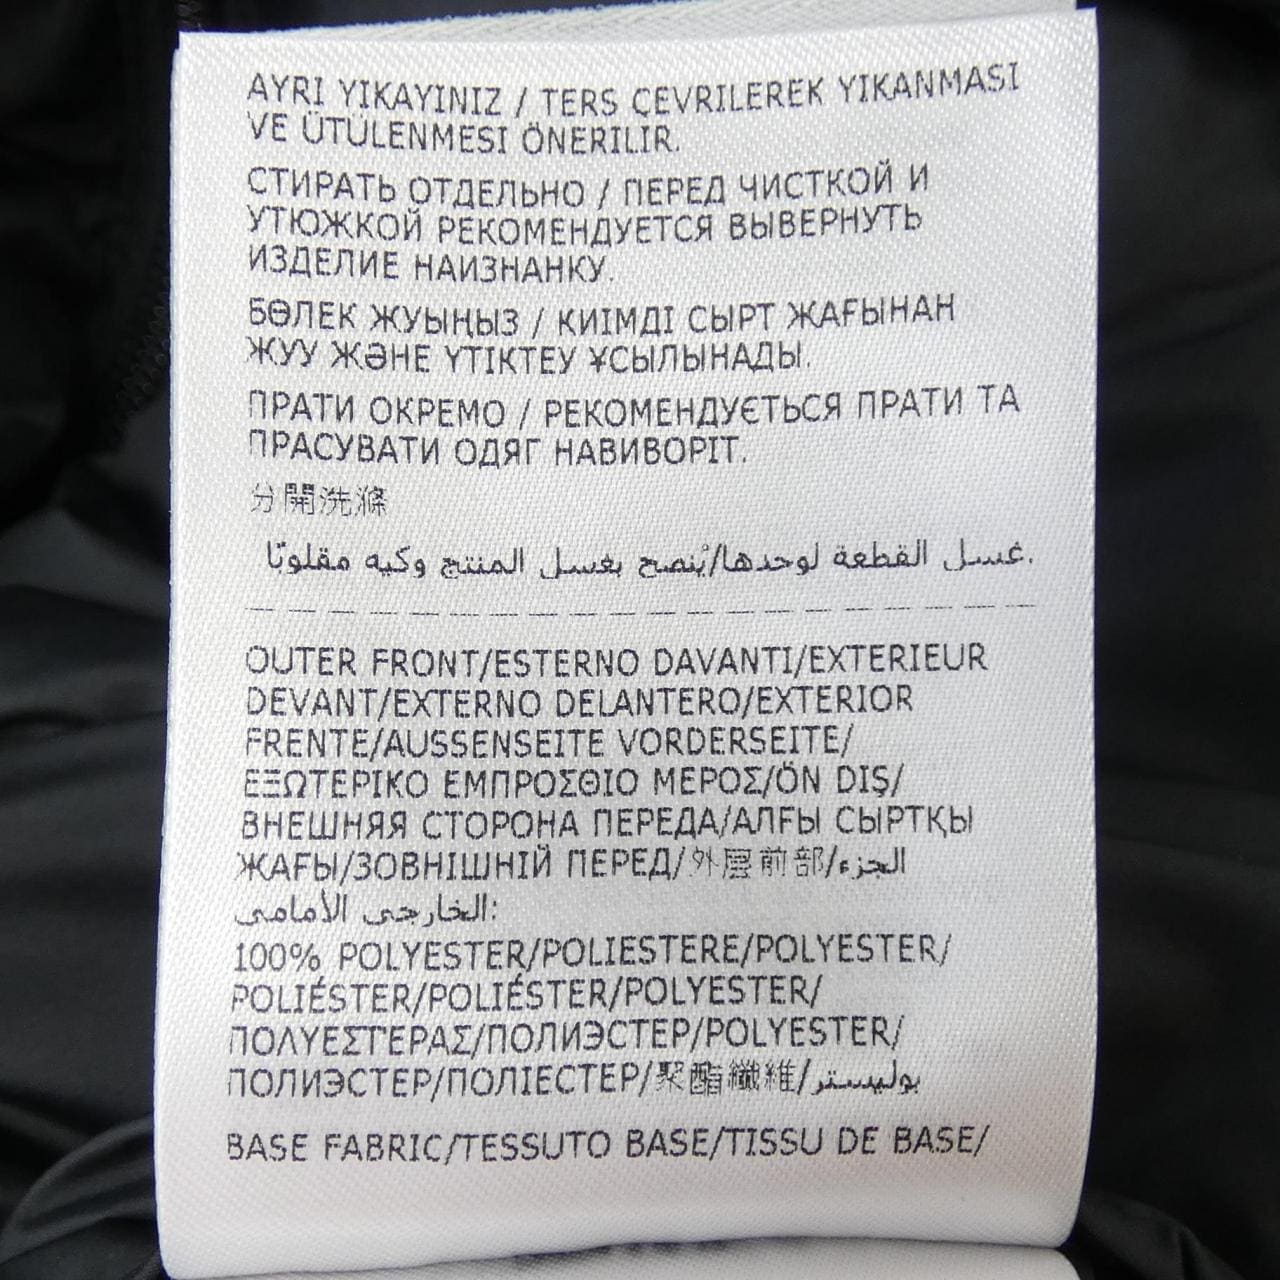 AYRI YIKAYINIZ / TERS ÇEVRILEREK YIKANMASI
VE ÜTÜLENMESI ÖNERILIR.
СТИРАТЬ ОТДЕЛЬНО / ПЕРЕД ЧИСТКОЙ И
УТЮЖКОЙ РЕКОМЕНДУЕТСЯ ВЫВЕРНУТЬ
ИЗДЕЛИЕ НАИЗНАНКУ.
БӨЛЕК ЖУЫҢЫЗ / КИІМДІ СЫРТ ЖАҒЫНАН
ЖУУ ЖӘНЕ ҮТІКТЕУ ҰСЫЛЫНАДЫ.
ПРАТИ ОКРЕМО / РЕКОМЕНДУЄТЬСЯ ПРАТИ ТА
ПРАСУВАТИ ОДЯГ НАВИВОРІТ.
分開洗滌
غسل القطعة لوحدها/يُنصح بغسل المنتج وكيه مقلوبًا.
OUTER FRONT/ESTERNO DAVANTI/EXTERIEUR
DEVANT/EXTERNO DELANTERO/EXTERIOR
FRENTE/AUSSENSEITE VORDERSEITE/
ΕΞΩΤΕΡΙΚΟ ΕΜΠΡΟΣΘΙΟ ΜΕΡΟΣ/ÖN DIŞ/
ВНЕШНЯЯ СТОРОНА ПЕРЕДА/АЛҒЫ СЫРТҚЫ
ЖАҒЫ/ЗОВНІШНІЙ ПЕРЕД/外層前部/الجزء
الخارجي الأمامي:
100% POLYESTER/POLIESTERE/POLYESTER/
POLIÉSTER/POLIÉSTER/POLYESTER/
ΠΟΛΥΕΣΤΕΡΑΣ/ПОЛИЭСТЕР/POLYESTER/
ПОЛИЭСТЕР/ПОЛІЕСТЕР/聚酯纖維/بوليستر
BASE FABRIC/TESSUTO BASE/TISSU DE BASE/